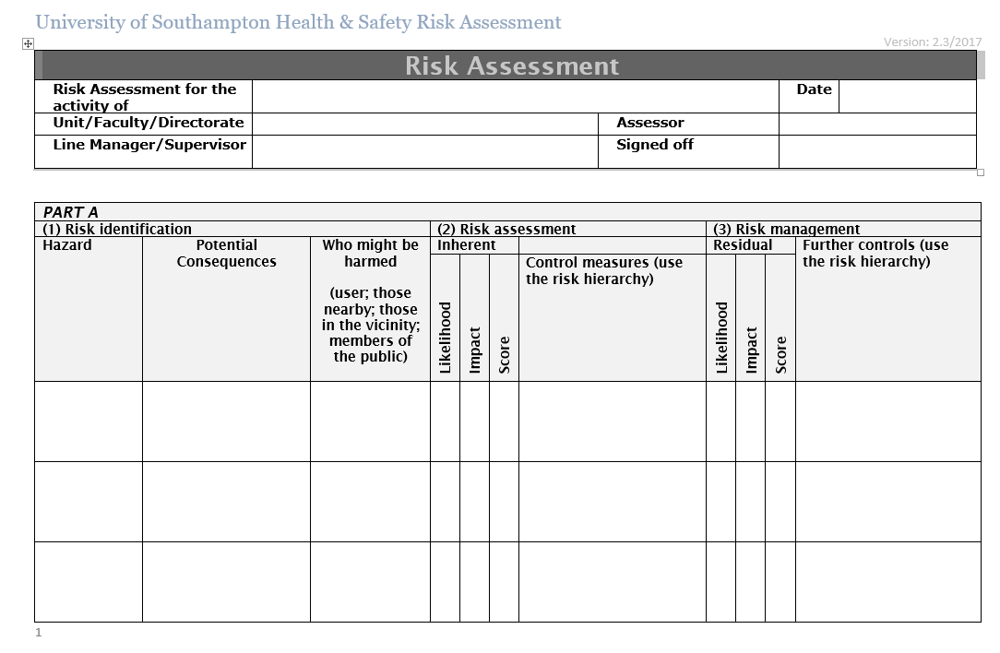 University of Southampton Health & Safety Risk Assessment
Version: 2.3/2017
Risk Assessment
Risk Assessment for the
activity of
Date
Unit/Faculty/Directorate
Assessor
Line Manager/Supervisor
Signed off
PART A
(1) Risk identification
(2) Risk assessment
(3) Risk management
Hazard
Potential
Consequences
Who might be
harmed
(user; those
nearby; those
in the vicinity;
members of
the public)
Inherent
Likelihood
Impact
Score
Control measures (use
the risk hierarchy)
Residual
Likelihood
Impact
Score
Further controls (use
the risk hierarchy)
1